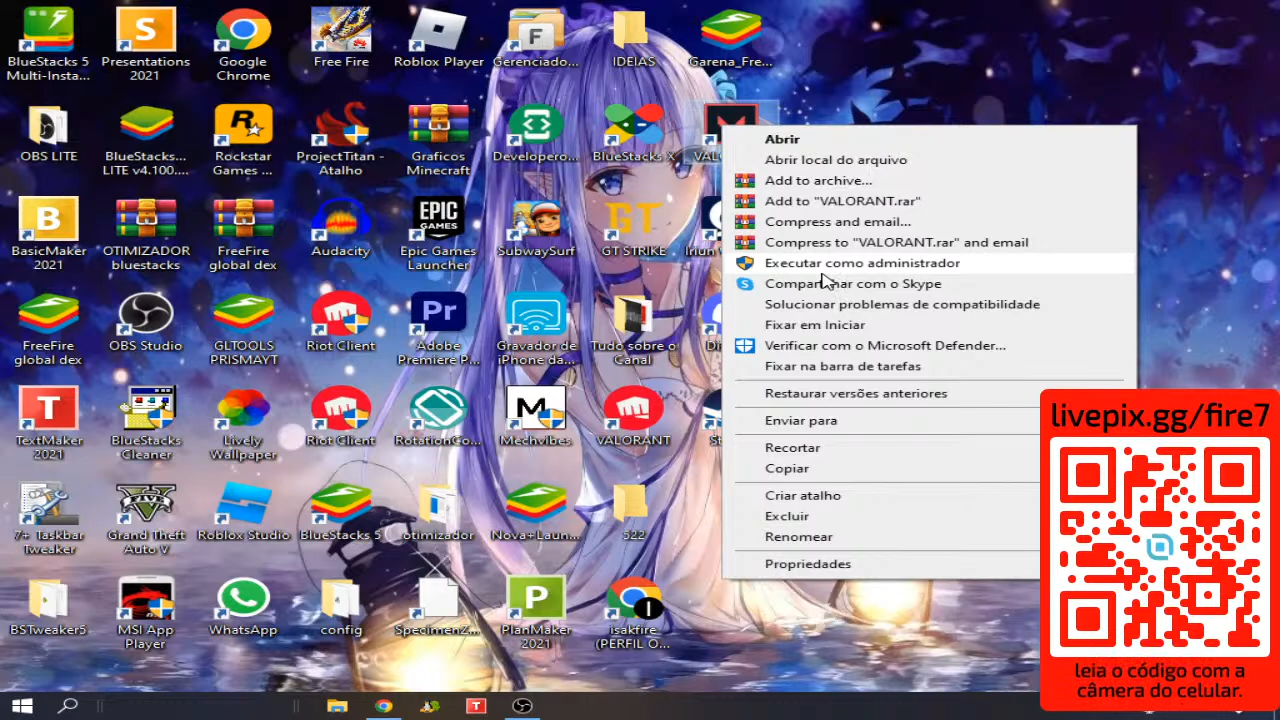 BlueStacks 5
Multi-Insta...
Presentations
2021
Google
Chrome
Free Fire
Roblox Player
F
Gerenciado...
IDEIAS
Garena_Fre...
OBS LITE
BlueStacks...
LITE v4.100....
R
Rockstar
Games ...
ProjectTitan -
Atalho
Graficos
Minecraft
Developero...
BlueStacks X
B
BasicMaker
2021
OTIMIZADOR
bluestacks
FreeFire
global dex
Audacity
EPIC
GAMES
Epic Games
Launcher
SubwaySurf
GT
GT STRIKE
FreeFire
global dex
OBS Studio
GLTOOLS
PRISMAYT
Riot Client
Pr
Adobe
Premiere P...
Gravador de
iPhone da...
Tudo sobre o
Canal
T
TextMaker
2021
BlueStacks
Cleaner
Lively
Wallpaper
Riot Client
RotationCo...
M
Mechvibes
VALORANT
7+ Taskbar
Tweaker
Grand Theft
Auto V
Roblox Studio
BlueStacks 5
otimizador
Nova+Laun...
522
BSTweaker5
MSI App
Player
WhatsApp
config
SpecimenZ...
P
PlanMaker
2021
I
isakfire
(PERFIL O...
Abrir
Abrir local do arquivo
Add to archive...
Add to "VALORANT.rar"
Compress and email...
Compress to "VALORANT.rar" and email
Executar como administrador
Compartilhar com o Skype
Solucionar problemas de compatibilidade
Fixar em Iniciar
Verificar com o Microsoft Defender...
Fixar na barra de tarefas
Restaurar versões anteriores
Enviar para
Recortar
Copiar
Criar atalho
Excluir
Renomear
Propriedades
livepix.gg/fire7
leia o código com a
câmera do celular.